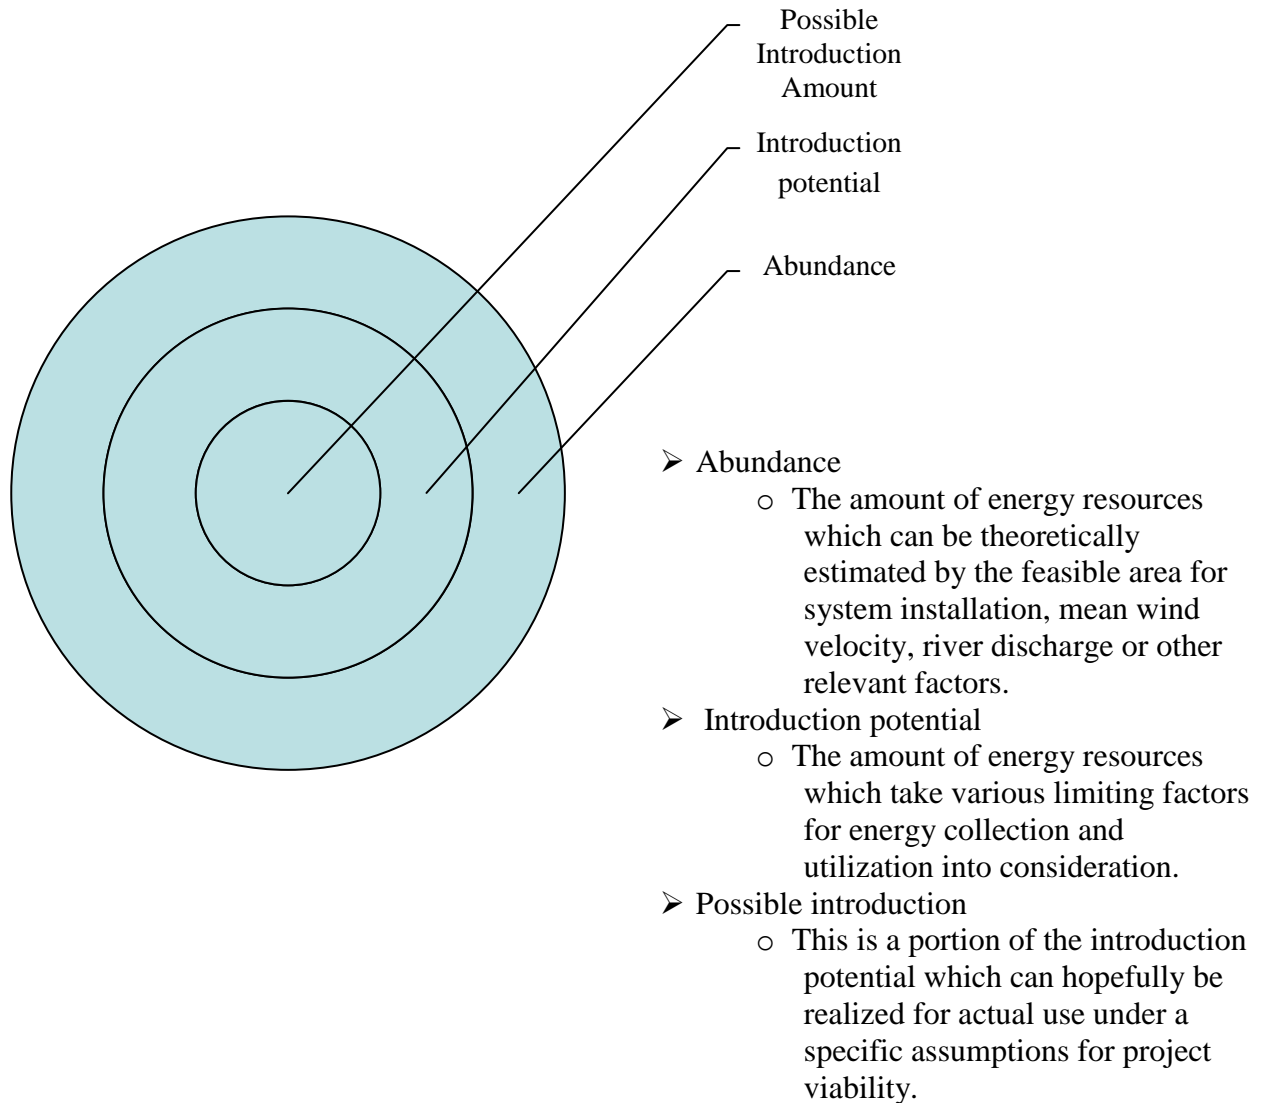 Possible
Introduction
Amount
Introduction
potential
Abundance
➢ Abundance
o The amount of energy resources
which can be theoretically
estimated by the feasible area for
system installation, mean wind
velocity, river discharge or other
relevant factors.
➢ Introduction potential
o The amount of energy resources
which take various limiting factors
for energy collection and
utilization into consideration.
➢ Possible introduction
o This is a portion of the introduction
potential which can hopefully be
realized for actual use under a
specific assumptions for project
viability.